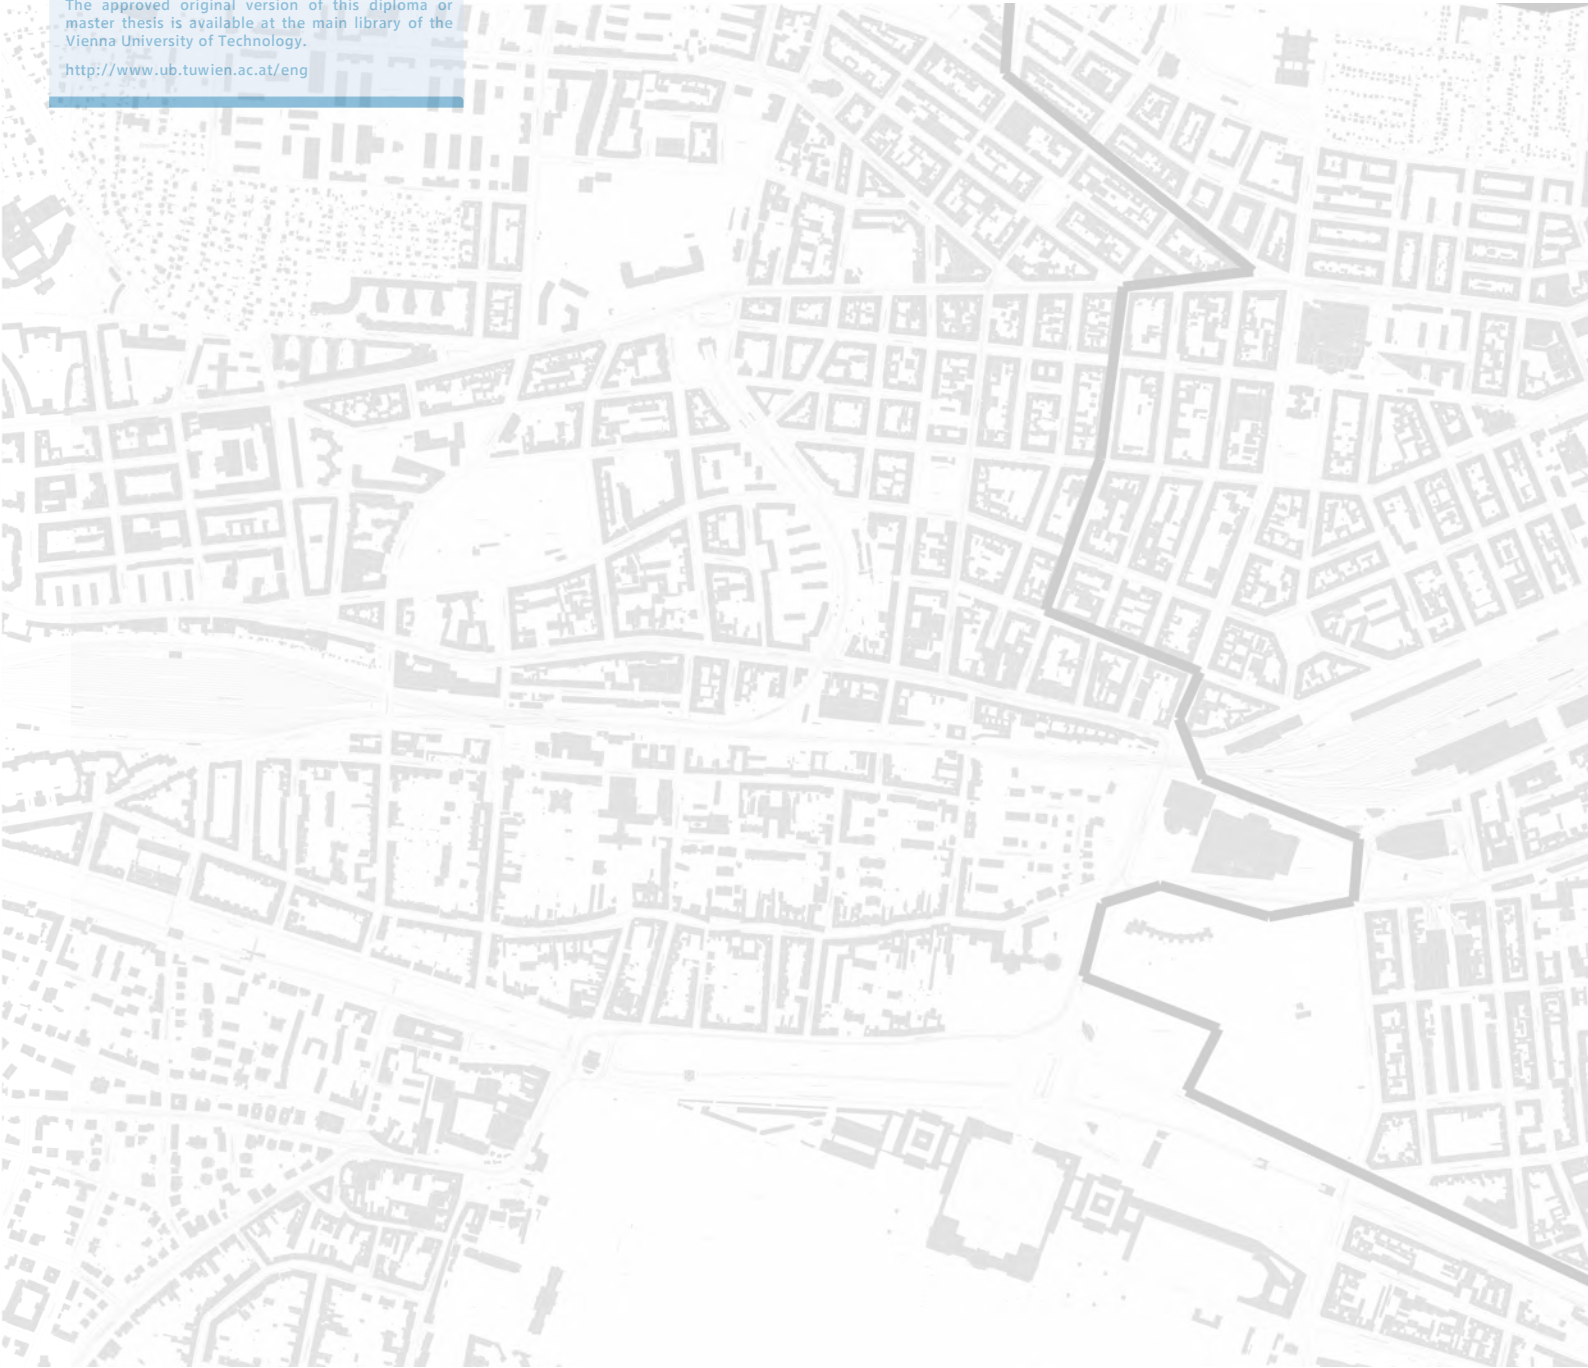 The approved original version of this diploma or
master thesis is available at the main library of the
Vienna University of Technology.
http://www.ub.tuwien.ac.at/eng